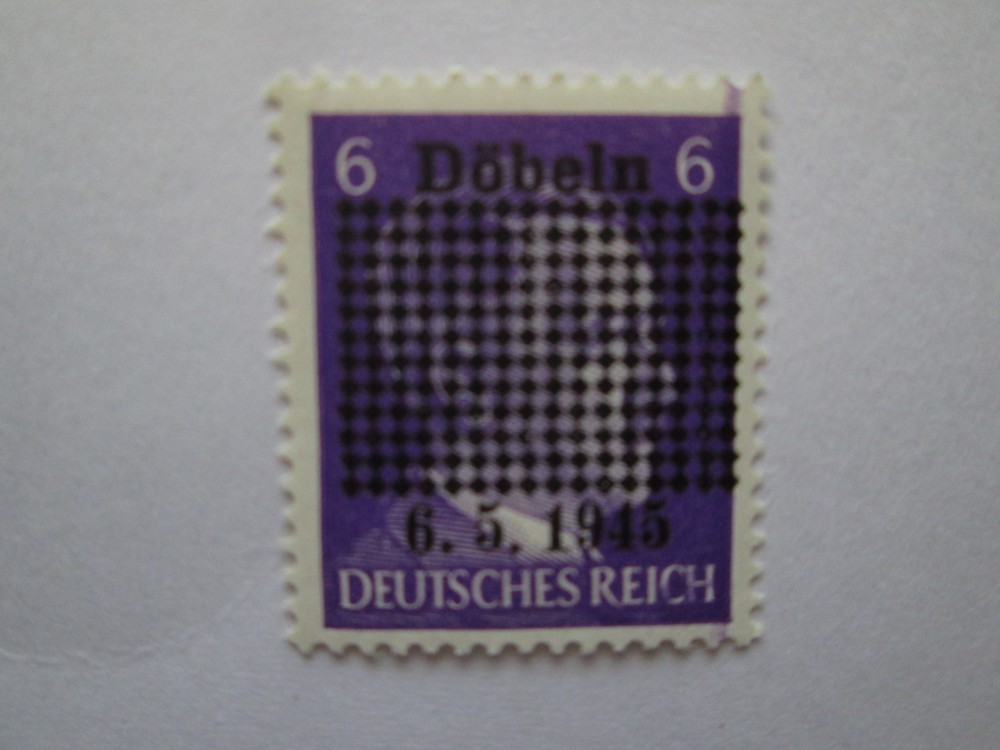 6 Döbeln 6
6. 5. 1945
DEUTSCHES REICH